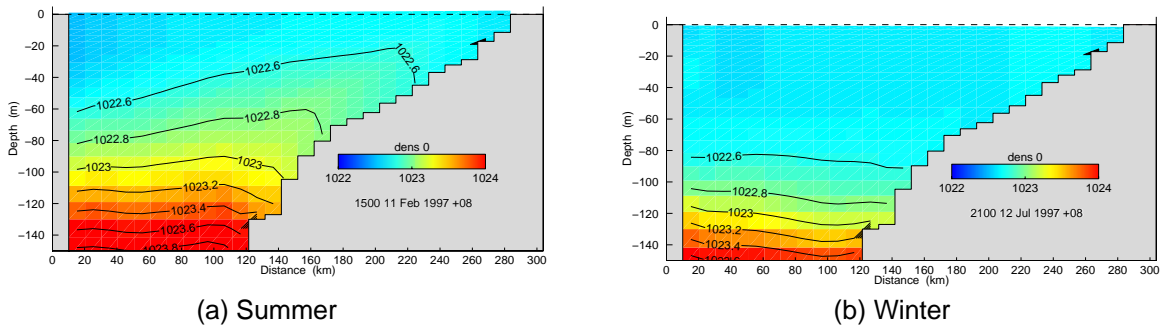 0
−20
−40
−60
−80
−100
−120
−140
Depth (m)
1022.6
1022.6
1022.6
1022.8
1022.8
1023
1023
1023.2
1023.4
1023.6
1023.8
dens 0
1022 1023 1024
1500 11 Feb 1997 +08
0 20 40 60 80 100 120 140 160 180 200 220 240 260 280 300
Distance (km)
(a) Summer
0
−20
−40
−60
−80
−100
−120
−140
Depth (m)
1022.6
1022.8
1023
1023.2
1023.4
dens 0
1022 1023 1024
2100 12 Jul 1997 +08
0 20 40 60 80 100 120 140 160 180 200 220 240 260 280 300
Distance (km)
(b) Winter